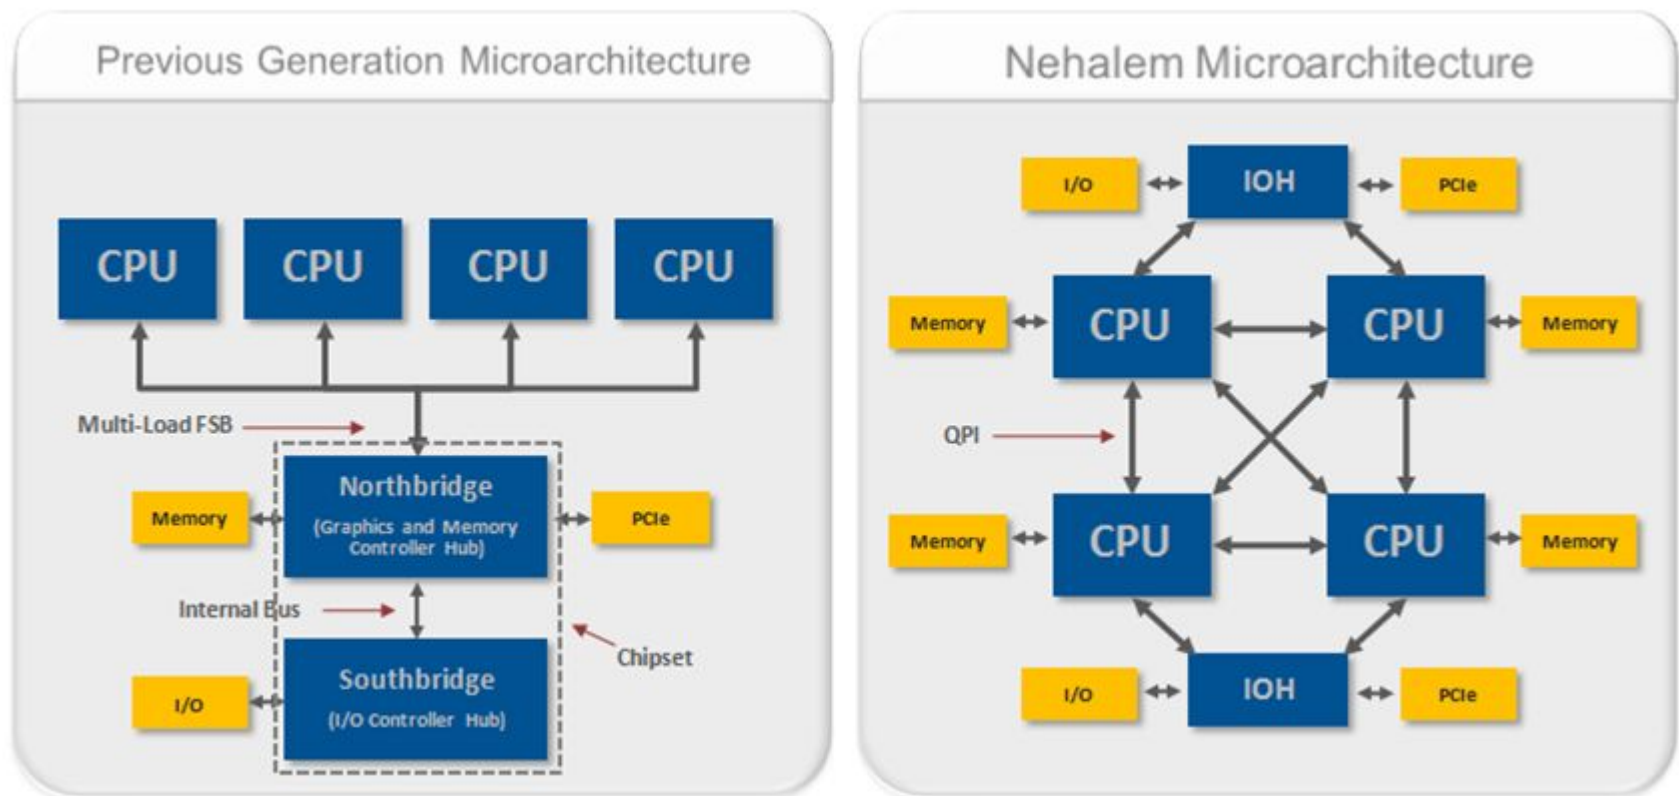 Previous Generation Microarchitecture
CPU
CPU
CPU
CPU
Multi-Load FSB
Northbridge
(Graphics and Memory
Controller Hub)
Memory
PCIe
Internal Bus
Chipset
Southbridge
(I/O Controller Hub)
I/O
Nehalem Microarchitecture
I/O
IOH
PCIe
Memory
CPU
CPU
Memory
QPI
Memory
CPU
CPU
Memory
I/O
IOH
PCIe